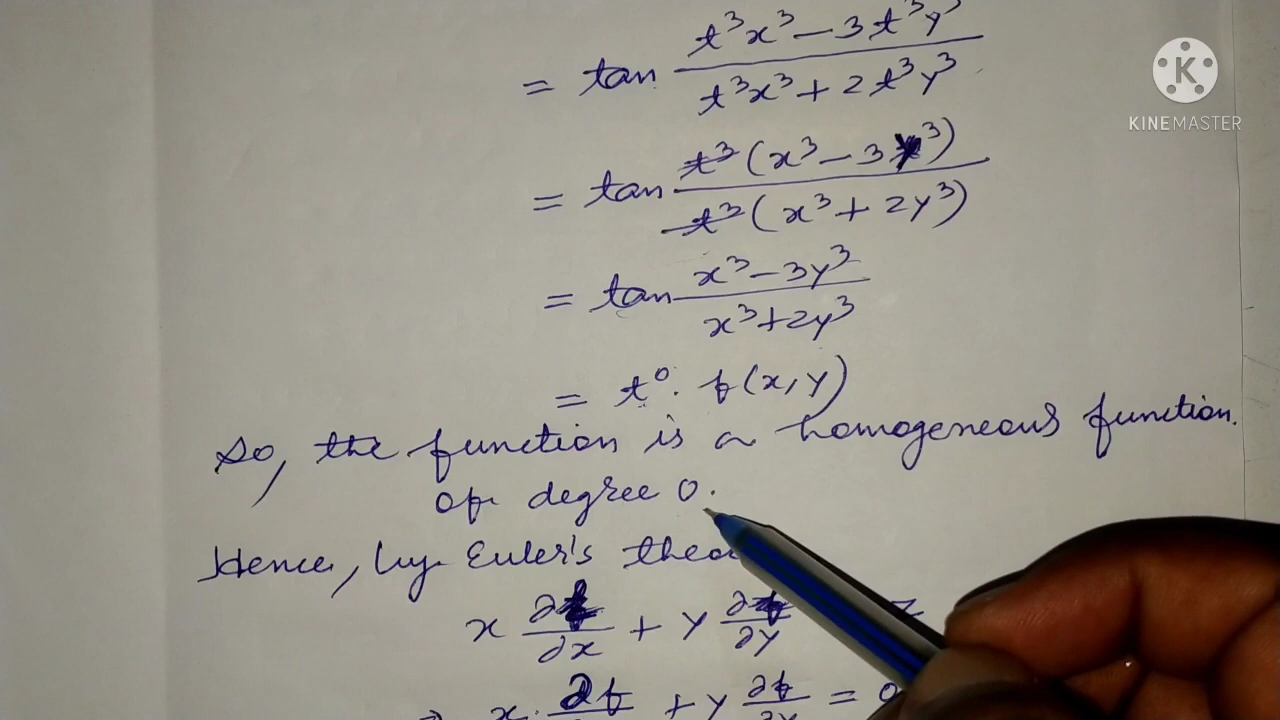 = tan (t³x³ − 3t³y³)/(t³x³ + 2t³y³)
KINEMASTER
= tan t³(x³ − 3y³)/t³(x³ + 2y³)
= tan (x³ − 3y³)/(x³ + 2y³)
= t⁰. f(x, y)
So, the function is a homogeneous function.
of degree 0.
Hence, by Euler's
x ∂f/∂x + y ∂f/∂y
x. ∂f + y ∂f/∂y = 0